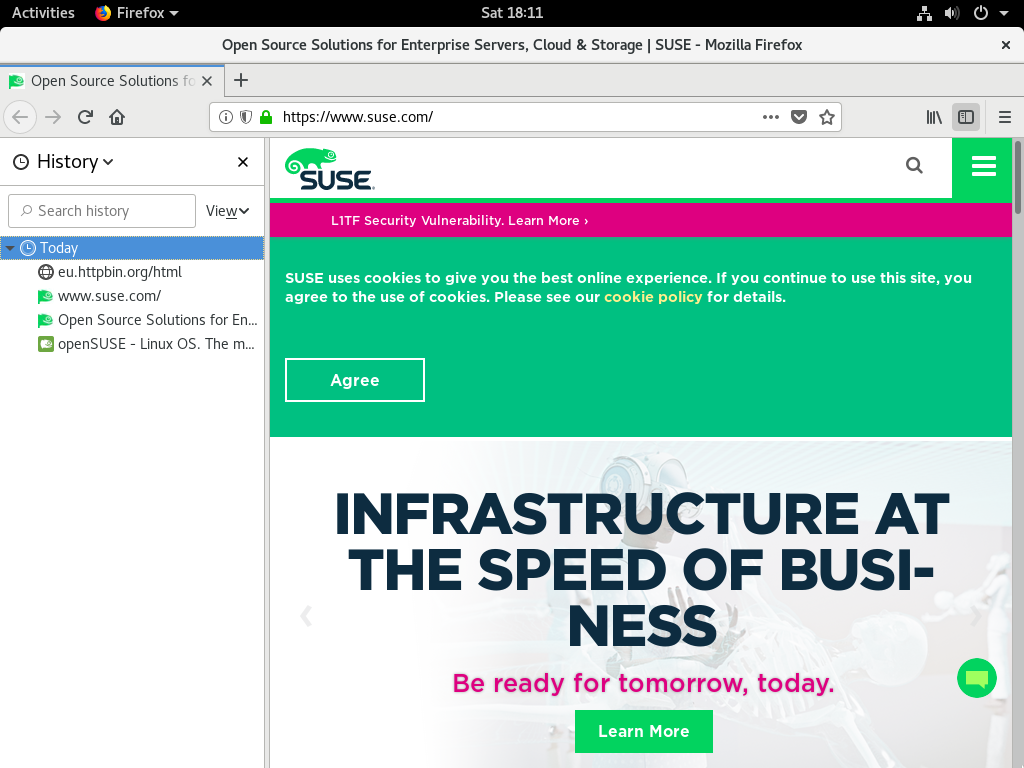 Activities Firefox Sat 18:11
Open Source Solutions for Enterprise Servers, Cloud & Storage | SUSE - Mozilla Firefox
Open Source Solutions fo
https://www.suse.com/
History
Search history View
Today
eu.httpbin.org/html
www.suse.com/
Open Source Solutions for En...
openSUSE - Linux OS. The m...
SUSE.
L1TF Security Vulnerability. Learn More ›
SUSE uses cookies to give you the best online experience. If you continue to use this site, you
agree to the use of cookies. Please see our cookie policy for details.
Agree
INFRASTRUCTURE AT
THE SPEED OF BUSI-
NESS
Be ready for tomorrow, today.
Learn More